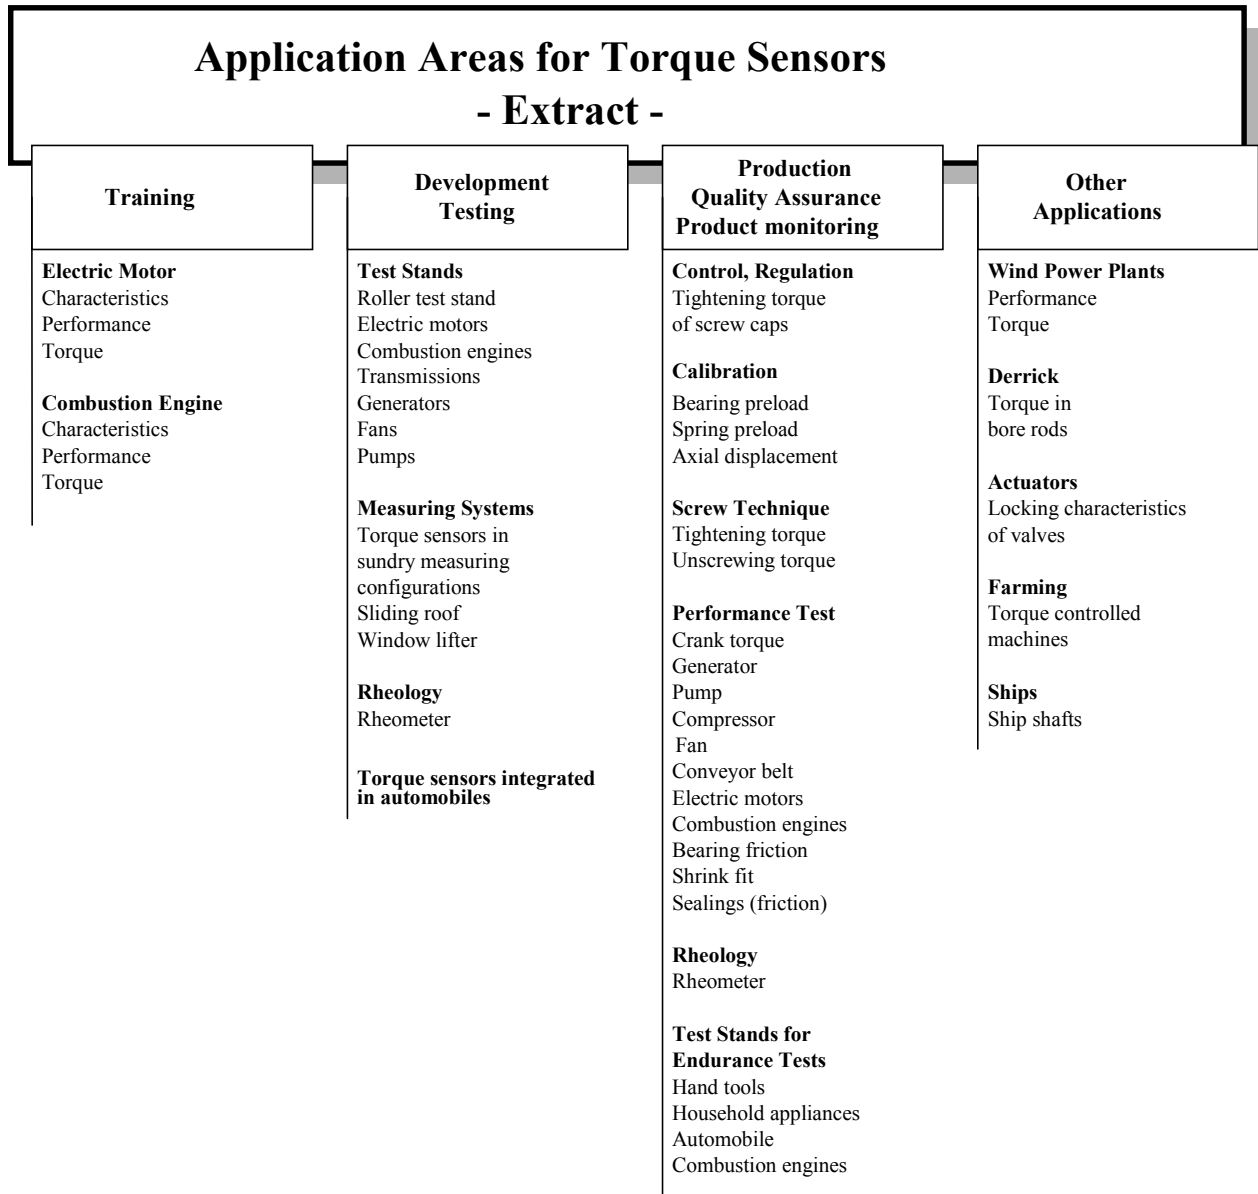 Application Areas for Torque Sensors
- Extract -
Training
Electric Motor
Characteristics
Performance
Torque
Combustion Engine
Characteristics
Performance
Torque
Development
Testing
Test Stands
Roller test stand
Electric motors
Combustion engines
Transmissions
Generators
Fans
Pumps
Measuring Systems
Torque sensors in
sundry measuring
configurations
Sliding roof
Window lifter
Rheology
Rheometer
Torque sensors integrated
in automobiles
Production
Quality Assurance
Product monitoring
Control, Regulation
Tightening torque
of screw caps
Calibration
Bearing preload
Spring preload
Axial displacement
Screw Technique
Tightening torque
Unscrewing torque
Performance Test
Crank torque
Generator
Pump
Compressor
Fan
Conveyor belt
Electric motors
Combustion engines
Bearing friction
Shrink fit
Sealings (friction)
Rheology
Rheometer
Test Stands for
Endurance Tests
Hand tools
Household appliances
Automobile
Combustion engines
Other
Applications
Wind Power Plants
Performance
Torque
Derrick
Torque in
bore rods
Actuators
Locking characteristics
of valves
Farming
Torque controlled
machines
Ships
Ship shafts